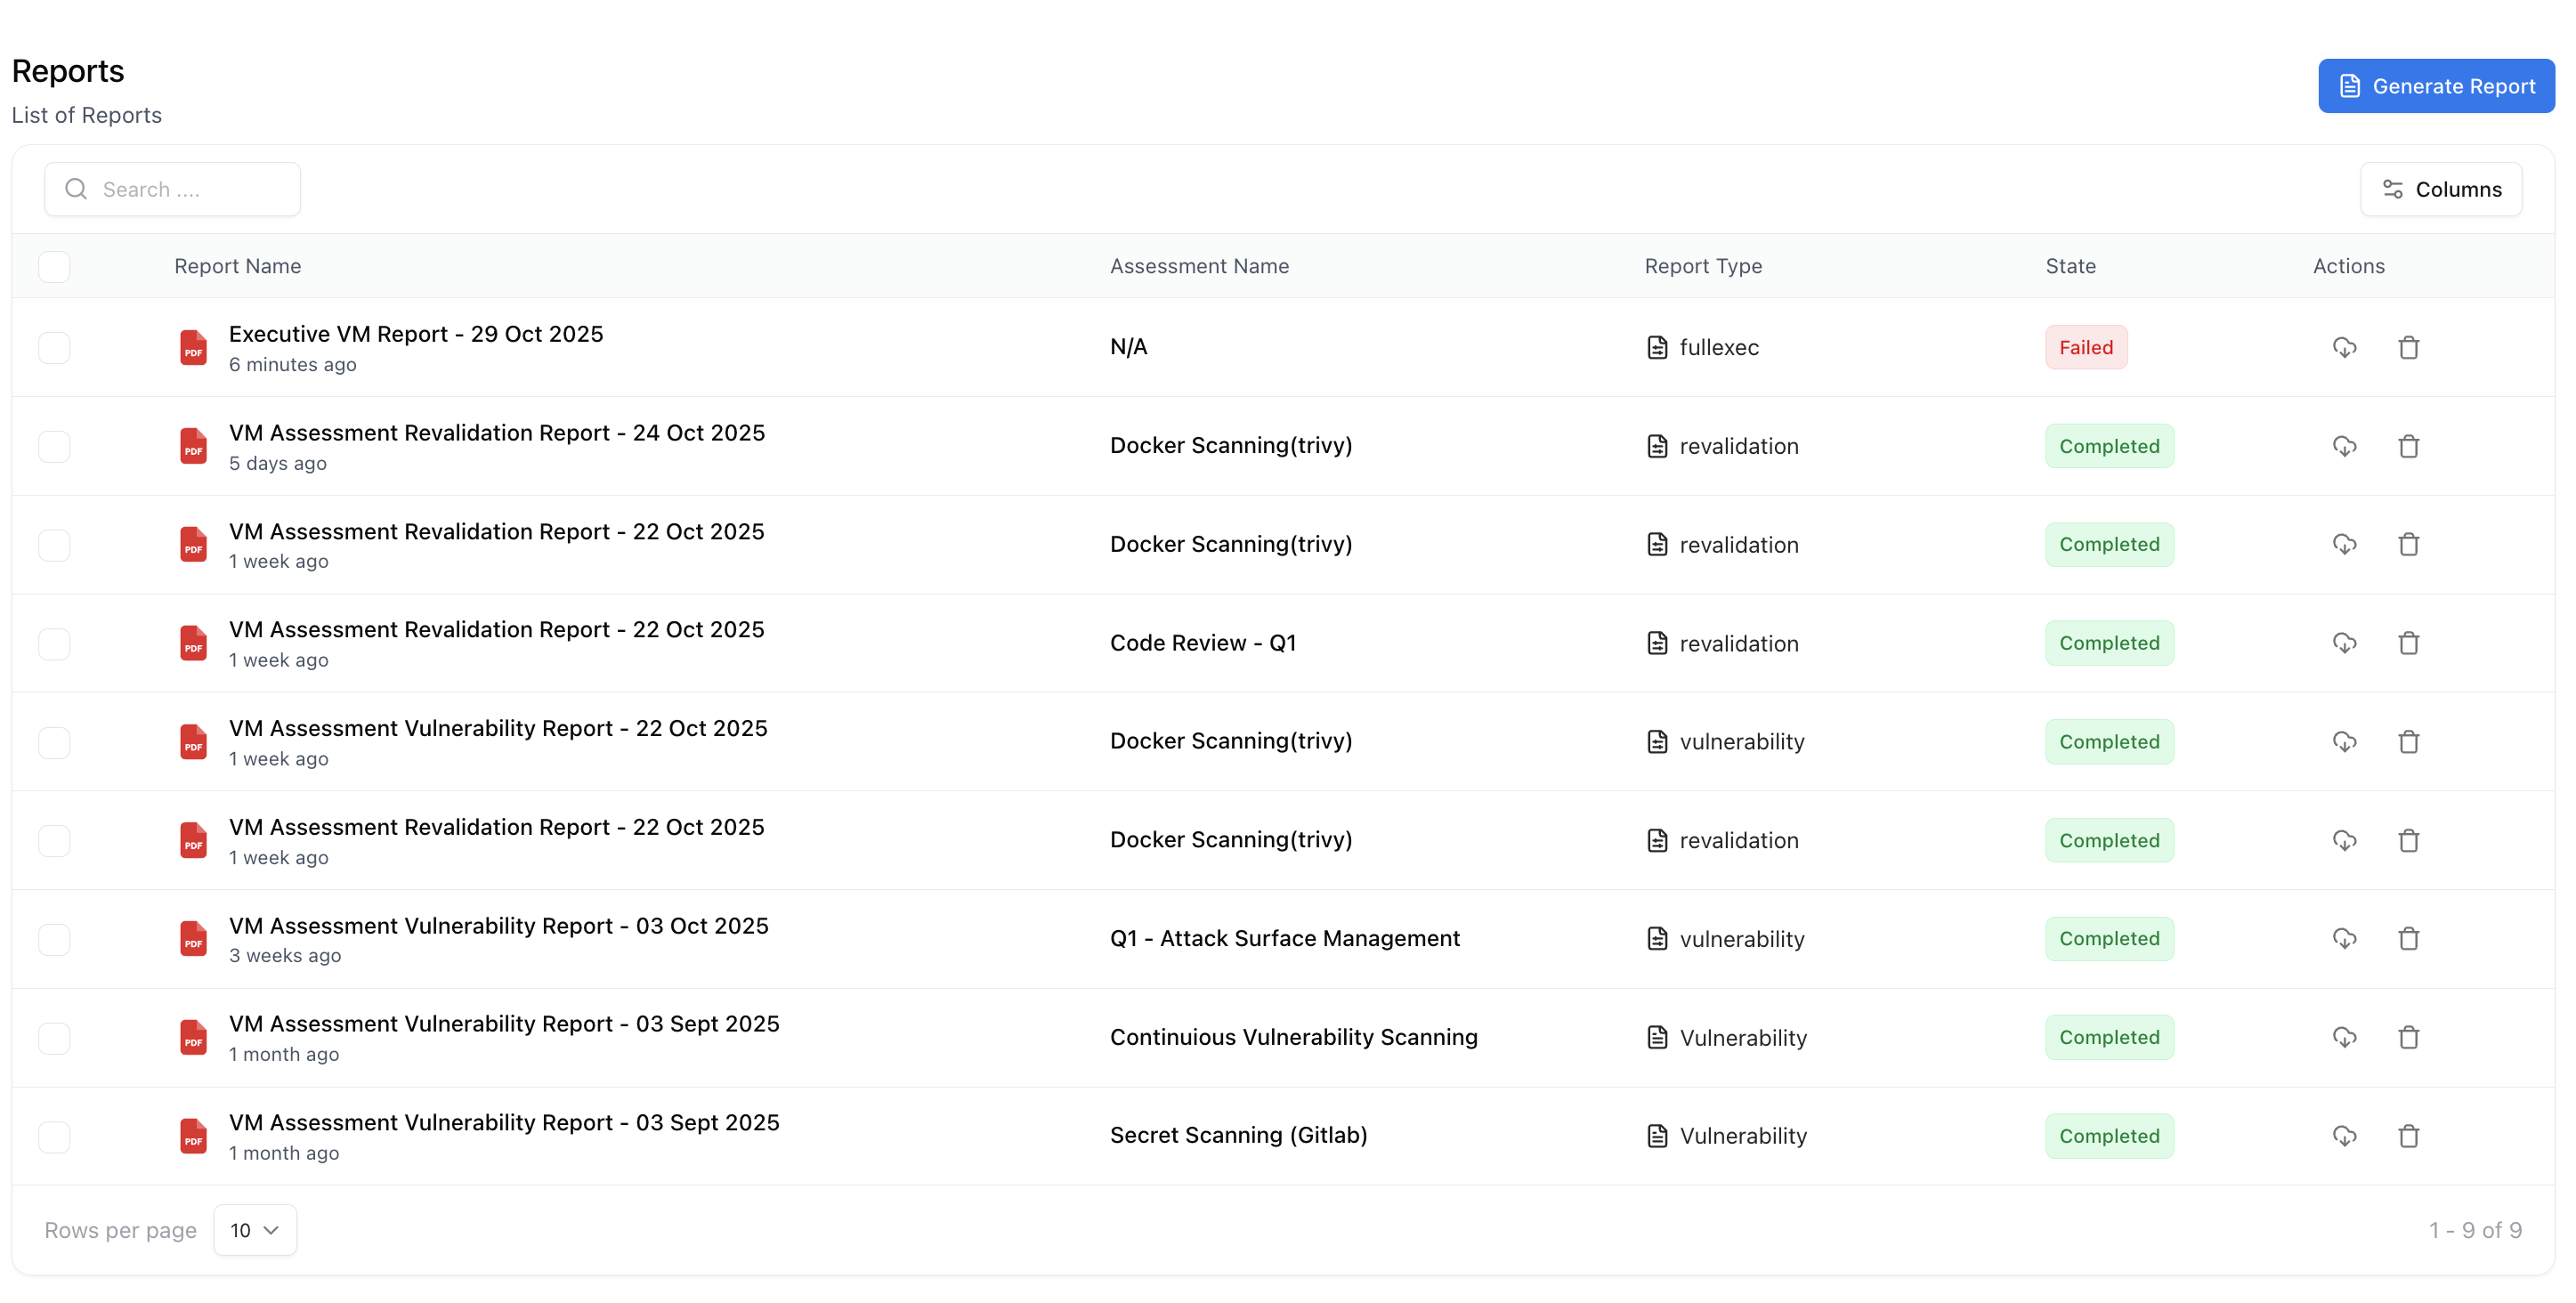 Reports
List of Reports
Generate Report
Search ....
Columns
Report Name Assessment Name Report Type State Actions
PDF Executive VM Report - 29 Oct 2025 N/A fullexec Failed
6 minutes ago
PDF VM Assessment Revalidation Report - 24 Oct 2025 Docker Scanning(trivy) revalidation Completed
5 days ago
PDF VM Assessment Revalidation Report - 22 Oct 2025 Docker Scanning(trivy) revalidation Completed
1 week ago
PDF VM Assessment Revalidation Report - 22 Oct 2025 Code Review - Q1 revalidation Completed
1 week ago
PDF VM Assessment Vulnerability Report - 22 Oct 2025 Docker Scanning(trivy) vulnerability Completed
1 week ago
PDF VM Assessment Revalidation Report - 22 Oct 2025 Docker Scanning(trivy) revalidation Completed
1 week ago
PDF VM Assessment Vulnerability Report - 03 Oct 2025 Q1 - Attack Surface Management vulnerability Completed
3 weeks ago
PDF VM Assessment Vulnerability Report - 03 Sept 2025 Continuious Vulnerability Scanning Vulnerability Completed
1 month ago
PDF VM Assessment Vulnerability Report - 03 Sept 2025 Secret Scanning (Gitlab) Vulnerability Completed
1 month ago
Rows per page 10 1 - 9 of 9